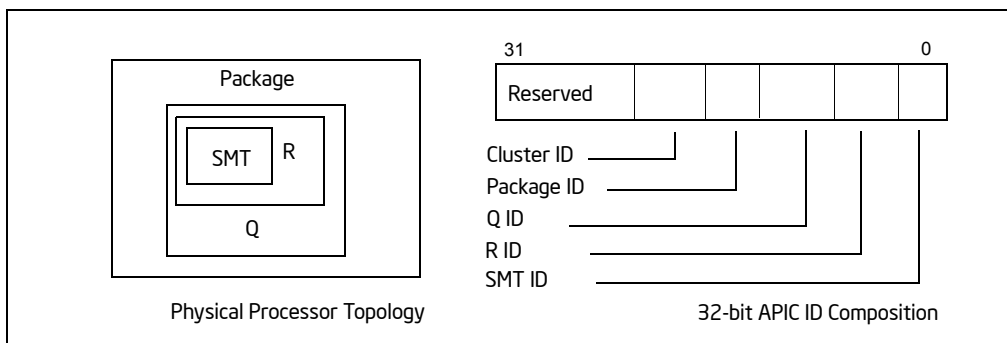 Package
SMT
R
Q
Physical Processor Topology
31
0
Reserved
Cluster ID
Package ID
Q ID
R ID
SMT ID
32-bit APIC ID Composition